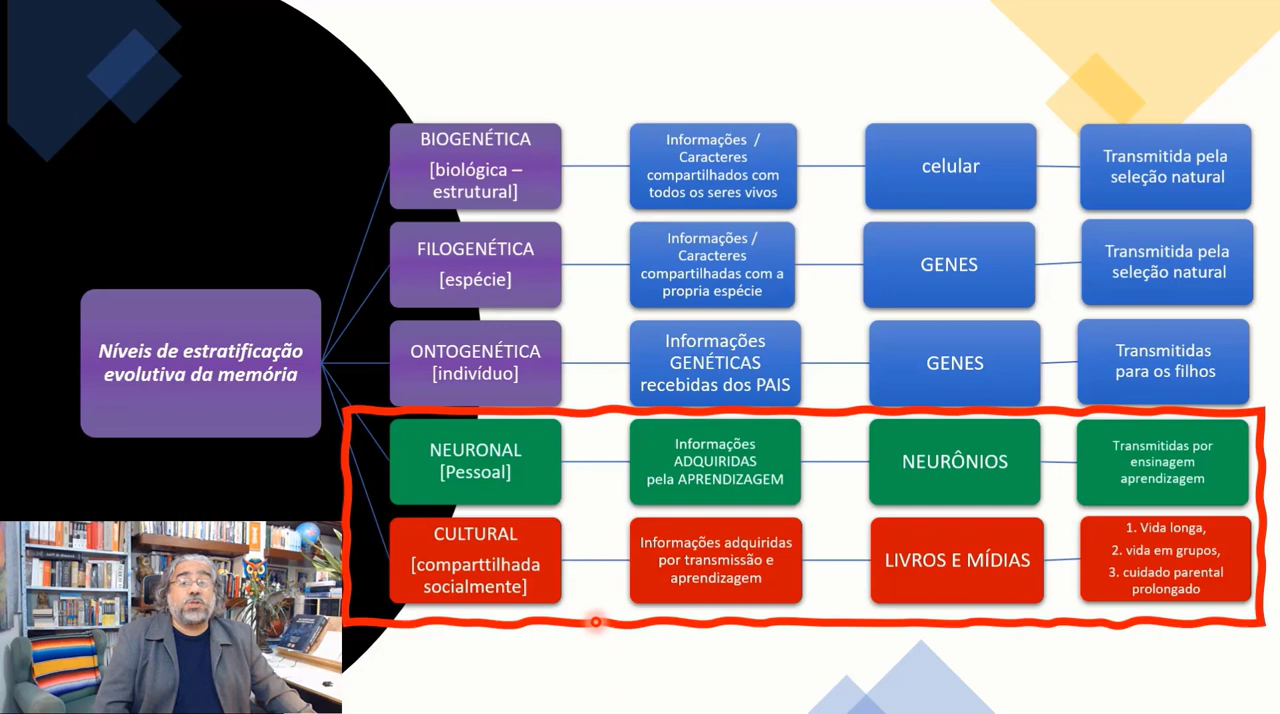 Níveis de estratificação
evolutiva da memória
BIOGENÉTICA
[biológica –
estrutural]
Informações /
Caracteres
compartilhados com
todos os seres vivos
celular
Transmitida pela
seleção natural
FILOGENÉTICA
[espécie]
Informações /
Caracteres
compartilhadas com a
propria espécie
GENES
Transmitida pela
seleção natural
ONTOGENÉTICA
[indivíduo]
Informações
GENÉTICAS
recebidas dos PAIS
GENES
Transmitidas
para os filhos
NEURONAL
[Pessoal]
Informações
ADQUIRIDAS
pela APRENDIZAGEM
NEURÔNIOS
Transmitidas por
ensinagem
aprendizagem
CULTURAL
[comparttilhada
socialmente]
Informações adquiridas
por transmissão e
aprendizagem
LIVROS E MÍDIAS
1. Vida longa,
2. vida em grupos,
3. cuidado parental
prolongado